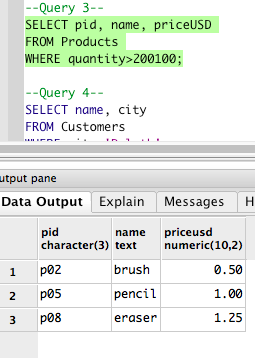 --Query 3--
SELECT pid, name, priceUSD
FROM Products
WHERE quantity>200100;
--Query 4--
SELECT name, city
FROM Customers
utput pane
Data Output Explain Messages H
pid name priceusd
character(3) text numeric(10,2)
1 p02 brush 0.50
2 p05 pencil 1.00
3 p08 eraser 1.25